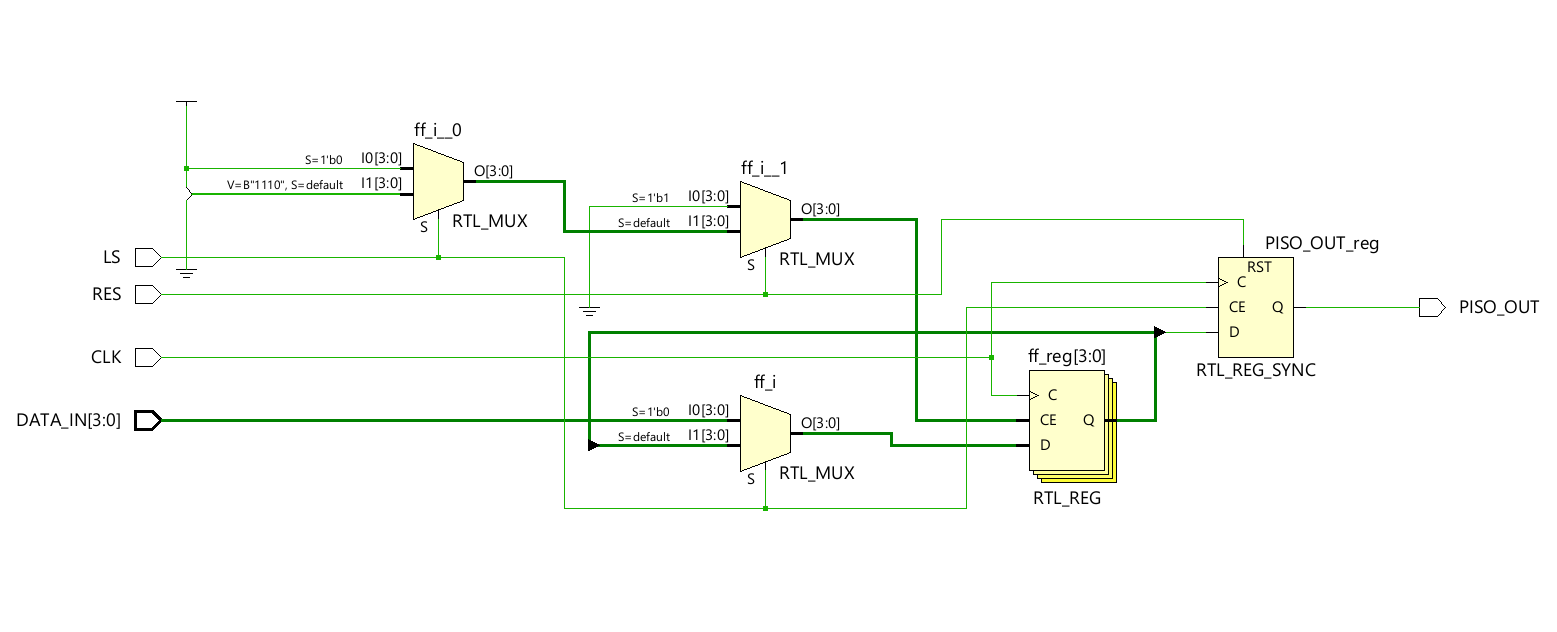 ff_i__0
S=1'b0 I0[3:0]
V=B"1110", S=default I1[3:0]
O[3:0]
S
RTL_MUX
ff_i__1
S=1'b1 I0[3:0]
S=default I1[3:0]
O[3:0]
S
RTL_MUX
LS
RES
CLK
DATA_IN[3:0]
ff_i
S=1'b0 I0[3:0]
S=default I1[3:0]
O[3:0]
S
RTL_MUX
ff_reg[3:0]
C
CE Q
D
RTL_REG
PISO_OUT_reg
RST
C
CE Q
D
RTL_REG_SYNC
PISO_OUT